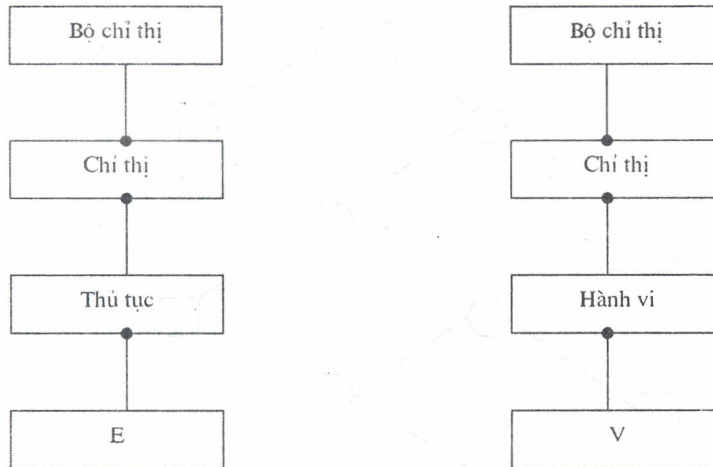 Bộ chỉ thị
Bộ chỉ thị
Chỉ thị
Chỉ thị
Thủ tục
Hành vi
E
V